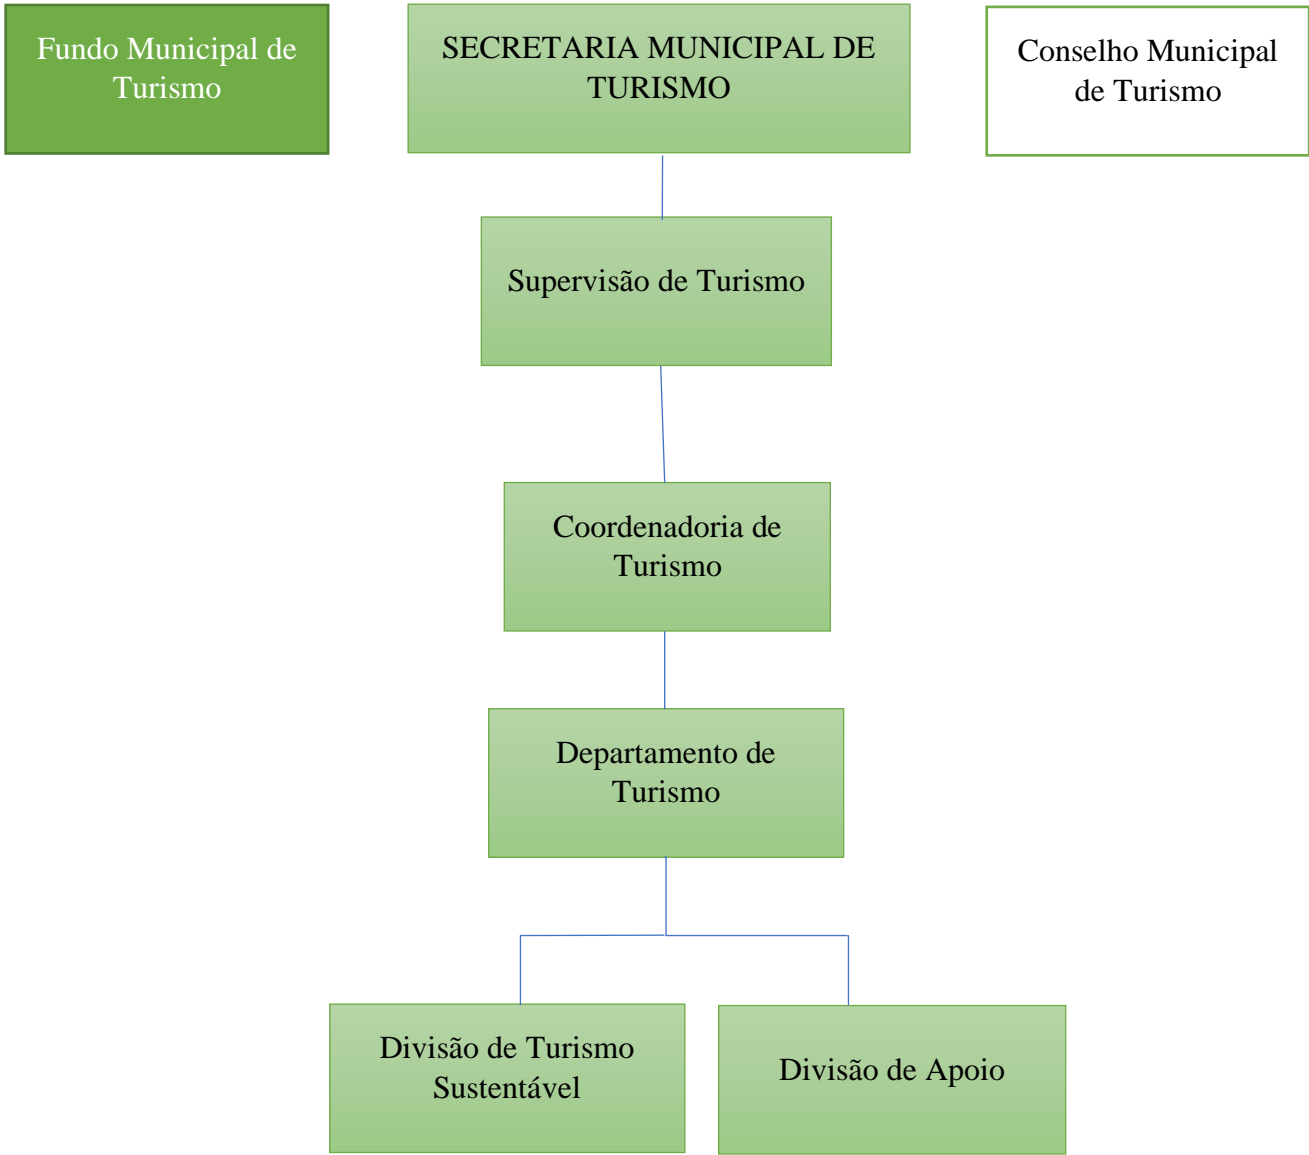 Fundo Municipal de
Turismo
SECRETARIA MUNICIPAL DE
TURISMO
Conselho Municipal
de Turismo
Supervisão de Turismo
Coordenadoria de
Turismo
Departamento de
Turismo
Divisão de Turismo
Sustentável
Divisão de Apoio